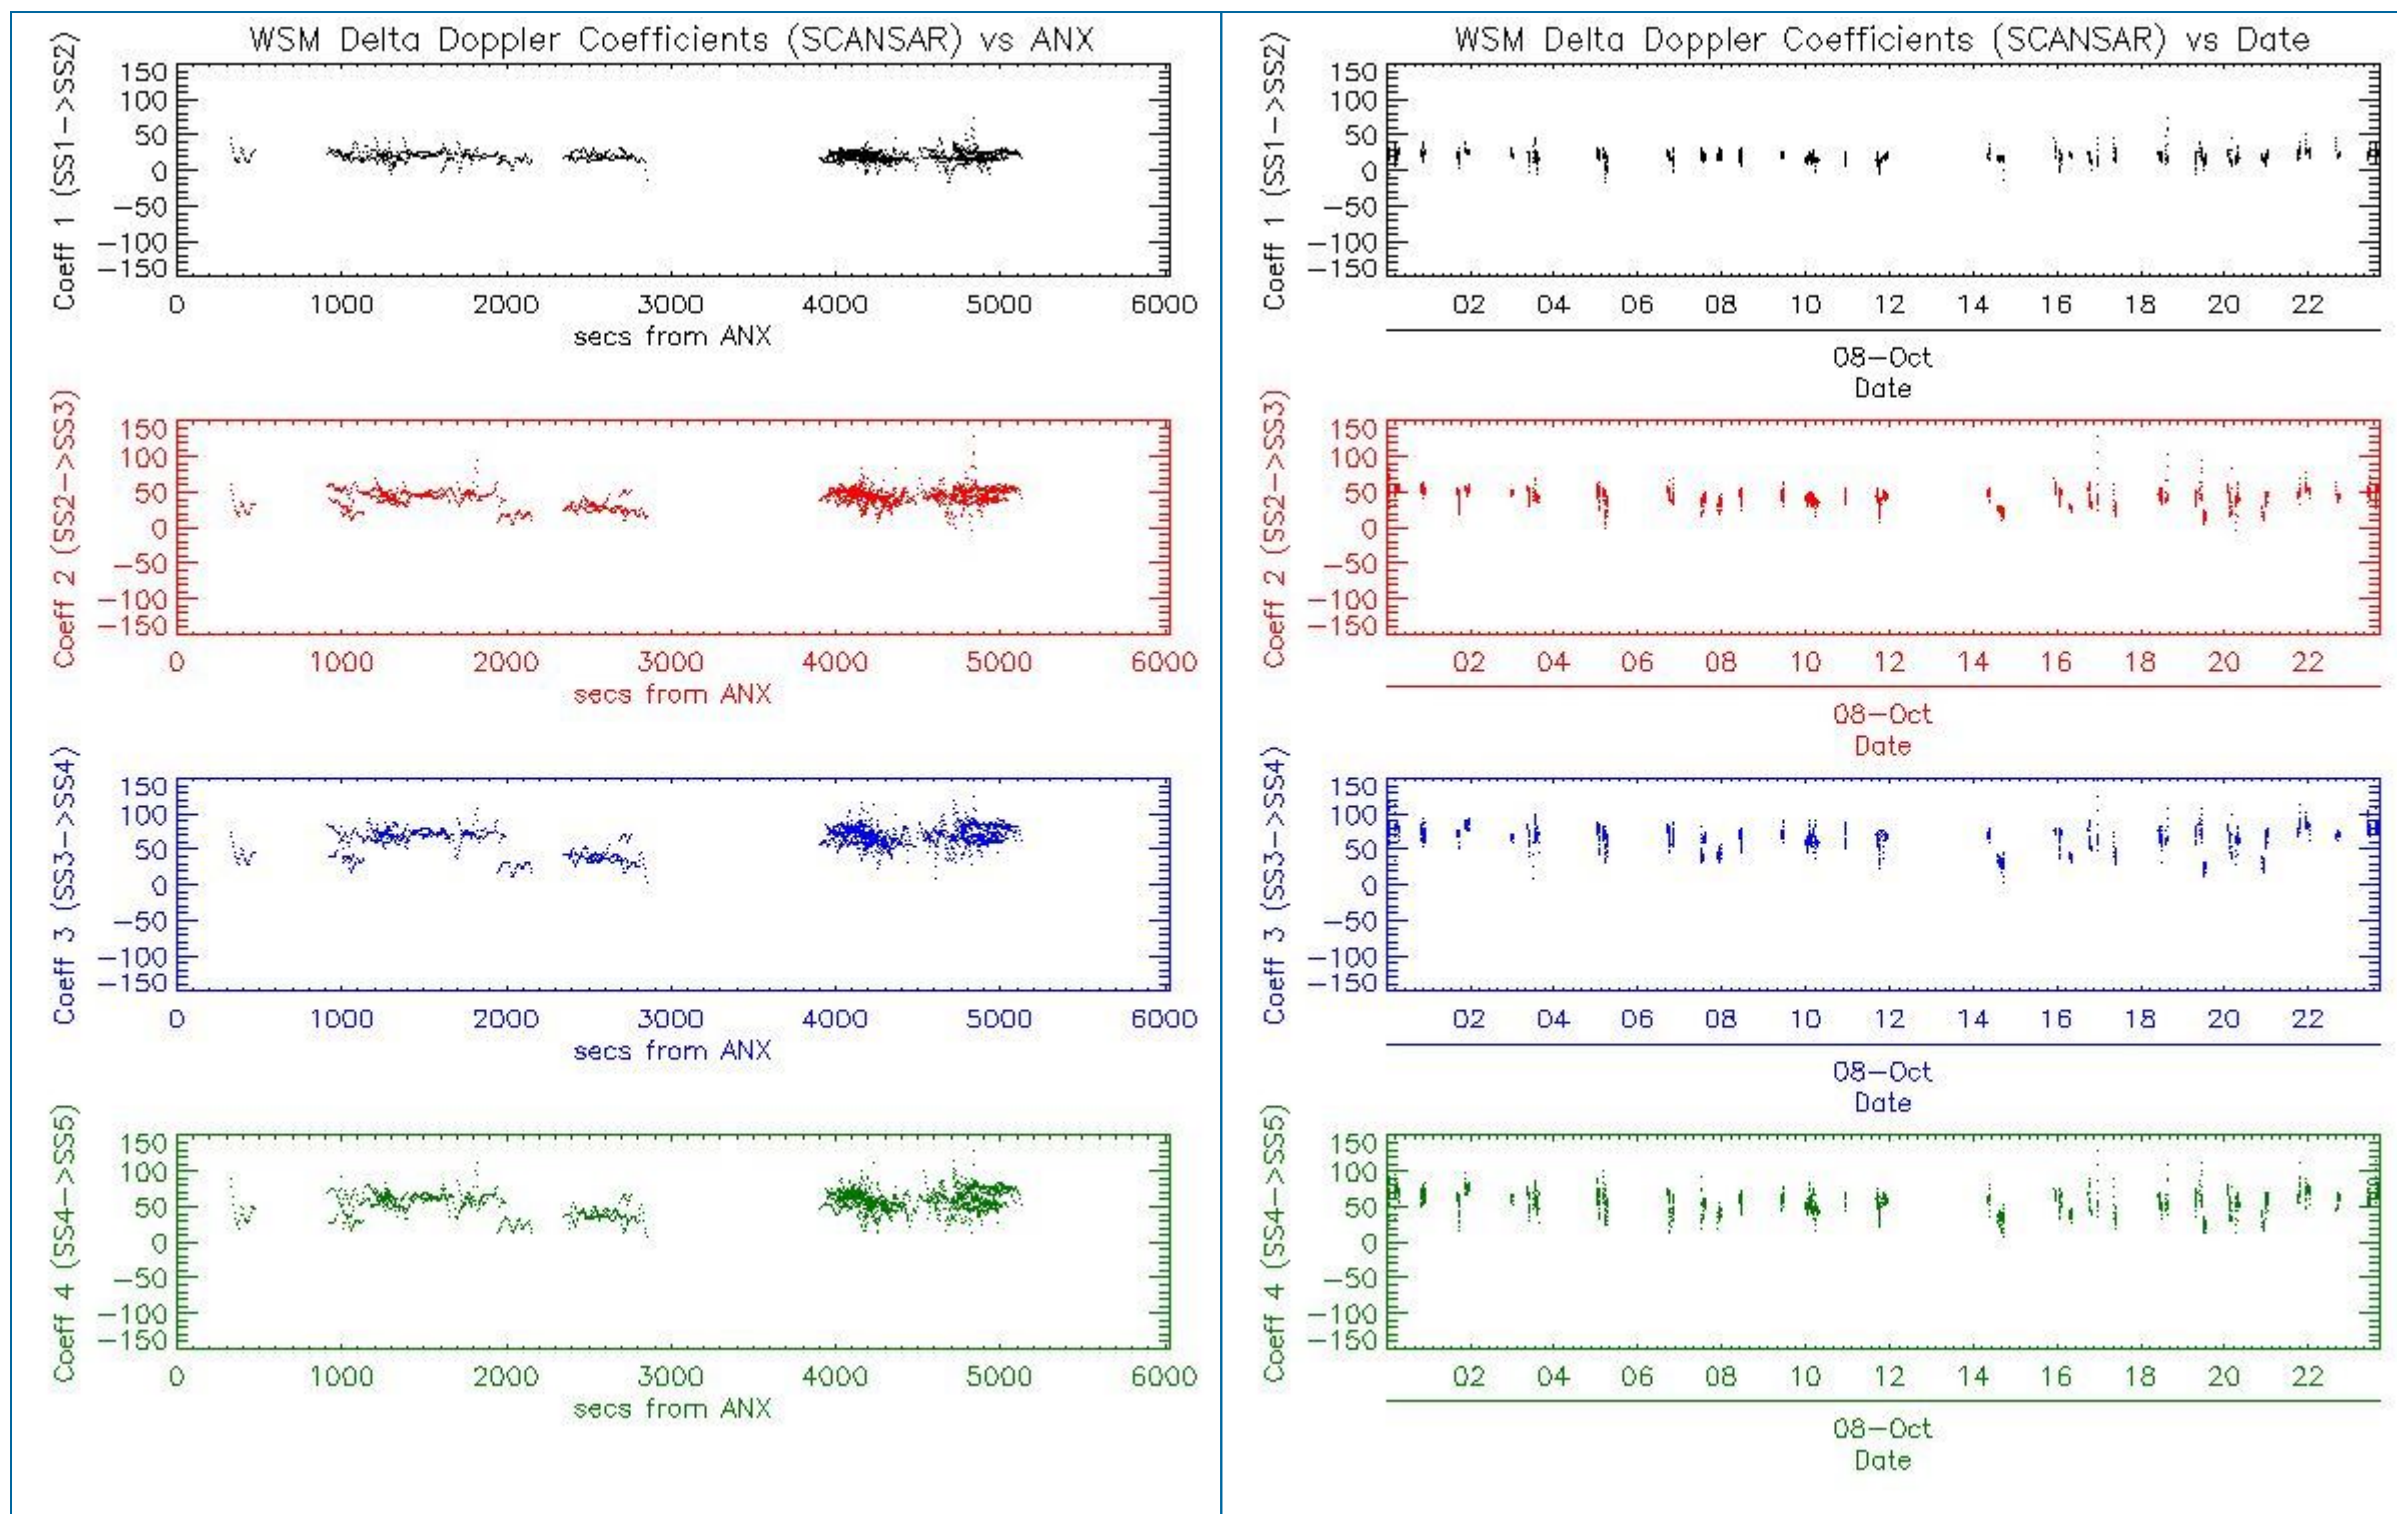 WSM Delta Doppler Coefficients (SCANSAR) vs ANX
Coeff 1 (SS1->SS2)
150
100
50
0
-50
-100
-150
0 1000 2000 3000 4000 5000 6000
secs from ANX
Coeff 2 (SS2->SS3)
150
100
50
0
-50
-100
-150
0 1000 2000 3000 4000 5000 6000
secs from ANX
Coeff 3 (SS3->SS4)
150
100
50
0
-50
-100
-150
0 1000 2000 3000 4000 5000 6000
secs from ANX
Coeff 4 (SS4->SS5)
150
100
50
0
-50
-100
-150
0 1000 2000 3000 4000 5000 6000
secs from ANX
WSM Delta Doppler Coefficients (SCANSAR) vs Date
Coeff 1 (SS1->SS2)
150
100
50
0
-50
-100
-150
02 04 06 08 10 12 14 16 18 20 22
08-Oct
Date
Coeff 2 (SS2->SS3)
150
100
50
0
-50
-100
-150
02 04 06 08 10 12 14 16 18 20 22
08-Oct
Date
Coeff 3 (SS3->SS4)
150
100
50
0
-50
-100
-150
02 04 06 08 10 12 14 16 18 20 22
08-Oct
Date
Coeff 4 (SS4->SS5)
150
100
50
0
-50
-100
-150
02 04 06 08 10 12 14 16 18 20 22
08-Oct
Date